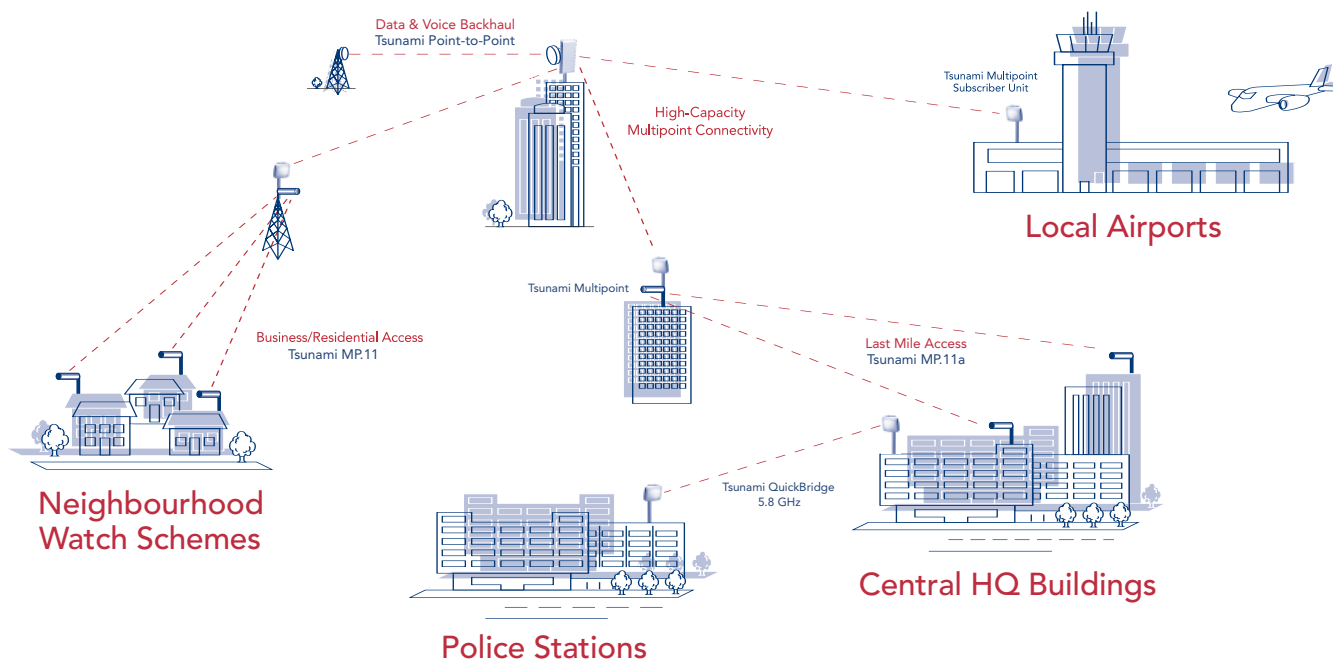 Data & Voice Backhaul
Tsunami Point-to-Point
Tsunami Multipoint
Subscriber Unit
High-Capacity
Multipoint Connectivity
Local Airports
Tsunami Multipoint
Business/Residential Access
Tsunami MP.11
Last Mile Access
Tsunami MP.11a
Neighbourhood
Watch Schemes
Tsunami QuickBridge
5.8 GHz
Central HQ Buildings
Police Stations